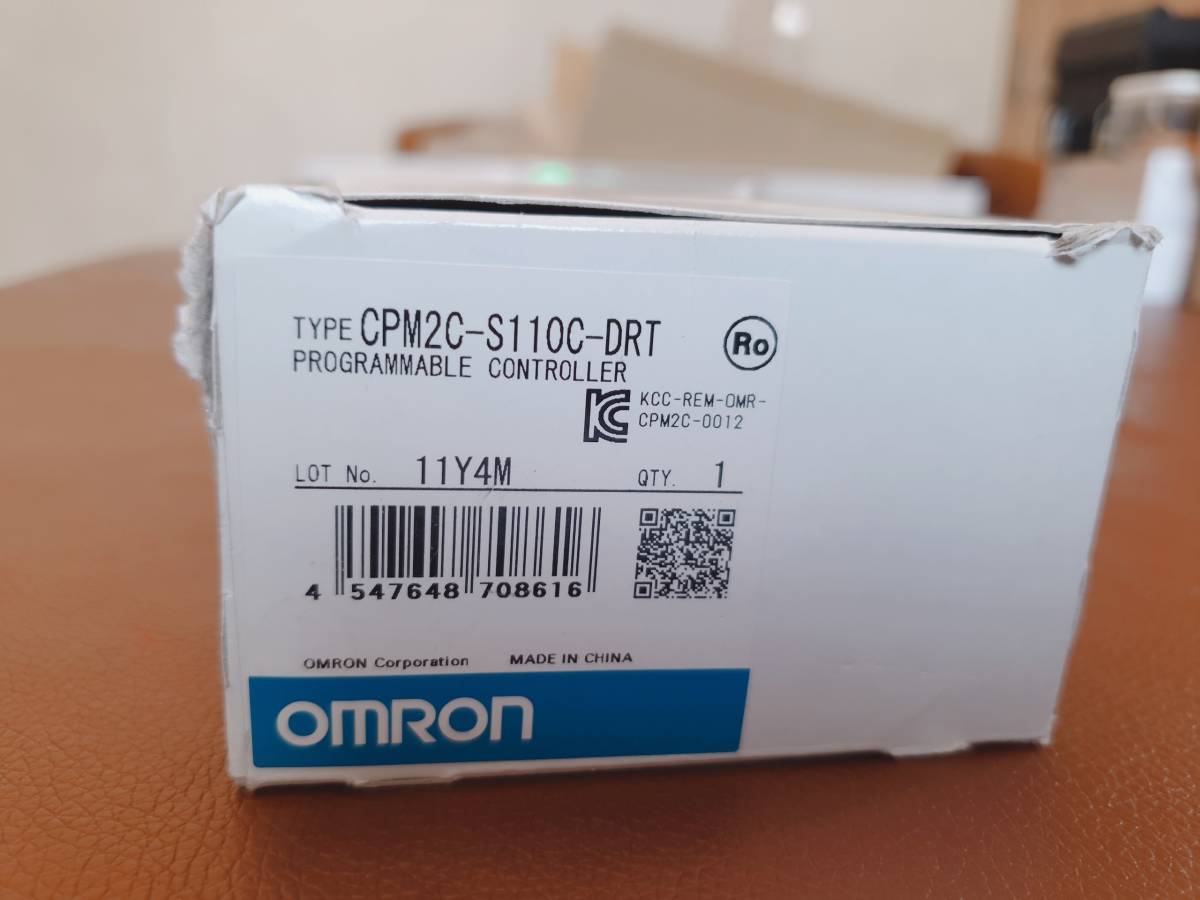 TYPE CPM2C-S110C-DRT
Ro
PROGRAMMABLE CONTROLLER
KC
KCC-REM-OMR-
CPM2C-0012
LOT No. 11Y4M
QTY. 1
4 547648 708616
OMRON Corporation MADE IN CHINA
OMRON